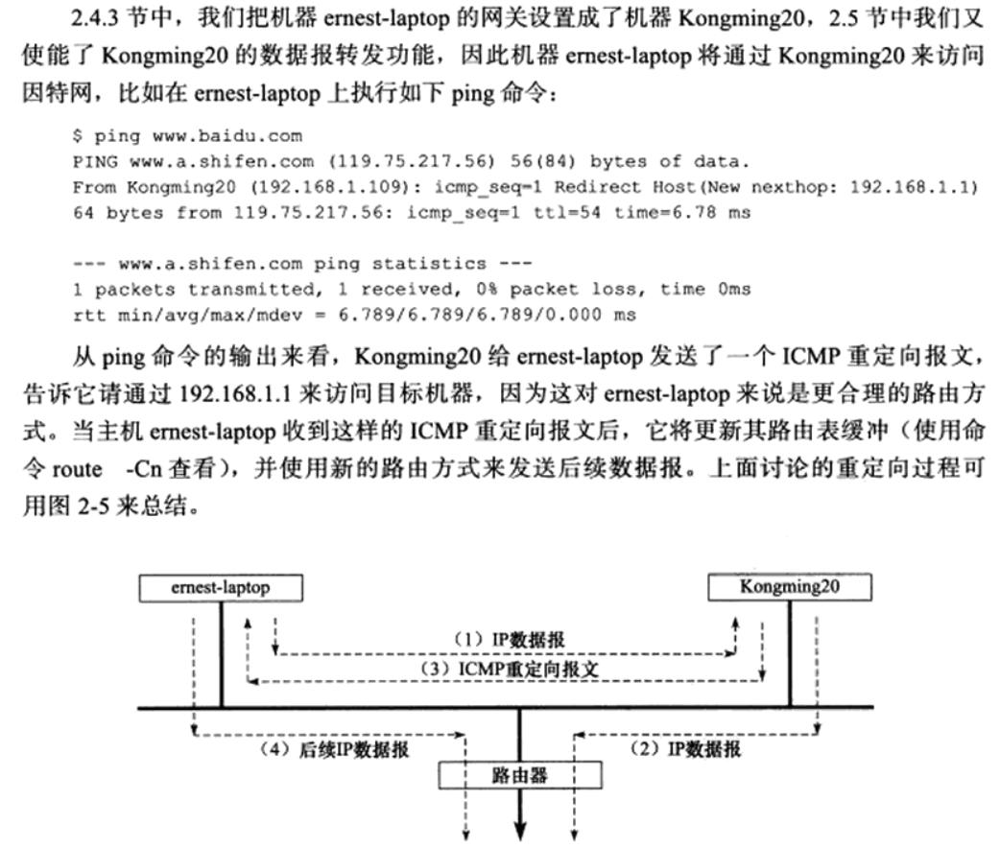 2.4.3 节中，我们把机器 ernest-laptop 的网关设置成了机器 Kongming20，2.5 节中我们又
使能了 Kongming20 的数据报转发功能，因此机器 ernest-laptop 将通过 Kongming20 来访问
因特网，比如在 ernest-laptop 上执行如下 ping 命令：
$ ping www.baidu.com
PING www.a.shifen.com (119.75.217.56) 56(84) bytes of data.
From Kongming20 (192.168.1.109): icmp_seq=1 Redirect Host(New nexthop: 192.168.1.1)
64 bytes from 119.75.217.56: icmp_seq=1 ttl=54 time=6.78 ms
--- www.a.shifen.com ping statistics ---
1 packets transmitted, 1 received, 0% packet loss, time 0ms
rtt min/avg/max/mdev = 6.789/6.789/6.789/0.000 ms
从 ping 命令的输出来看，Kongming20 给 ernest-laptop 发送了一个 ICMP 重定向报文，
告诉它请通过 192.168.1.1 来访问目标机器，因为这对 ernest-laptop 来说是更合理的路由方
式。当主机 ernest-laptop 收到这样的 ICMP 重定向报文后，它将更新其路由表缓冲（使用命
令 route -Cn 查看），并使用新的路由方式来发送后续数据报。上面讨论的重定向过程可
用图 2-5 来总结。
ernest-laptop
Kongming20
（1）IP数据报
（3）ICMP重定向报文
（4）后续IP数据报
（2）IP数据报
路由器